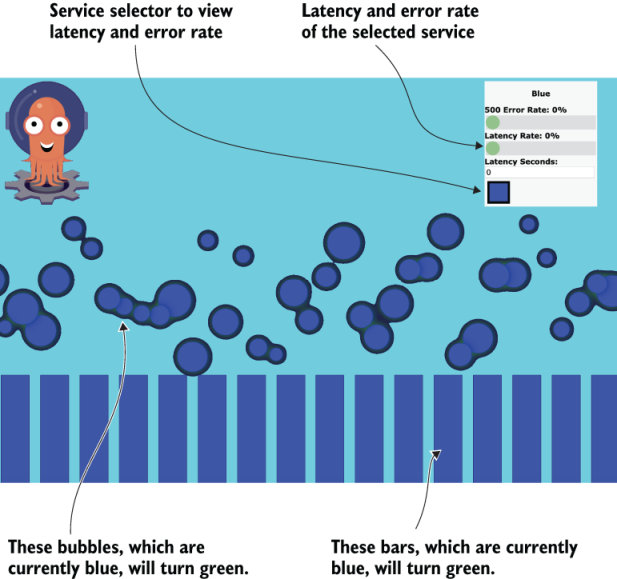 Service selector to view
latency and error rate
Latency and error rate
of the selected service
Blue
500 Error Rate: 0%
Latency Rate: 0%
Latency Seconds:
0
These bubbles, which are
currently blue, will turn green.
These bars, which are currently
blue, will turn green.